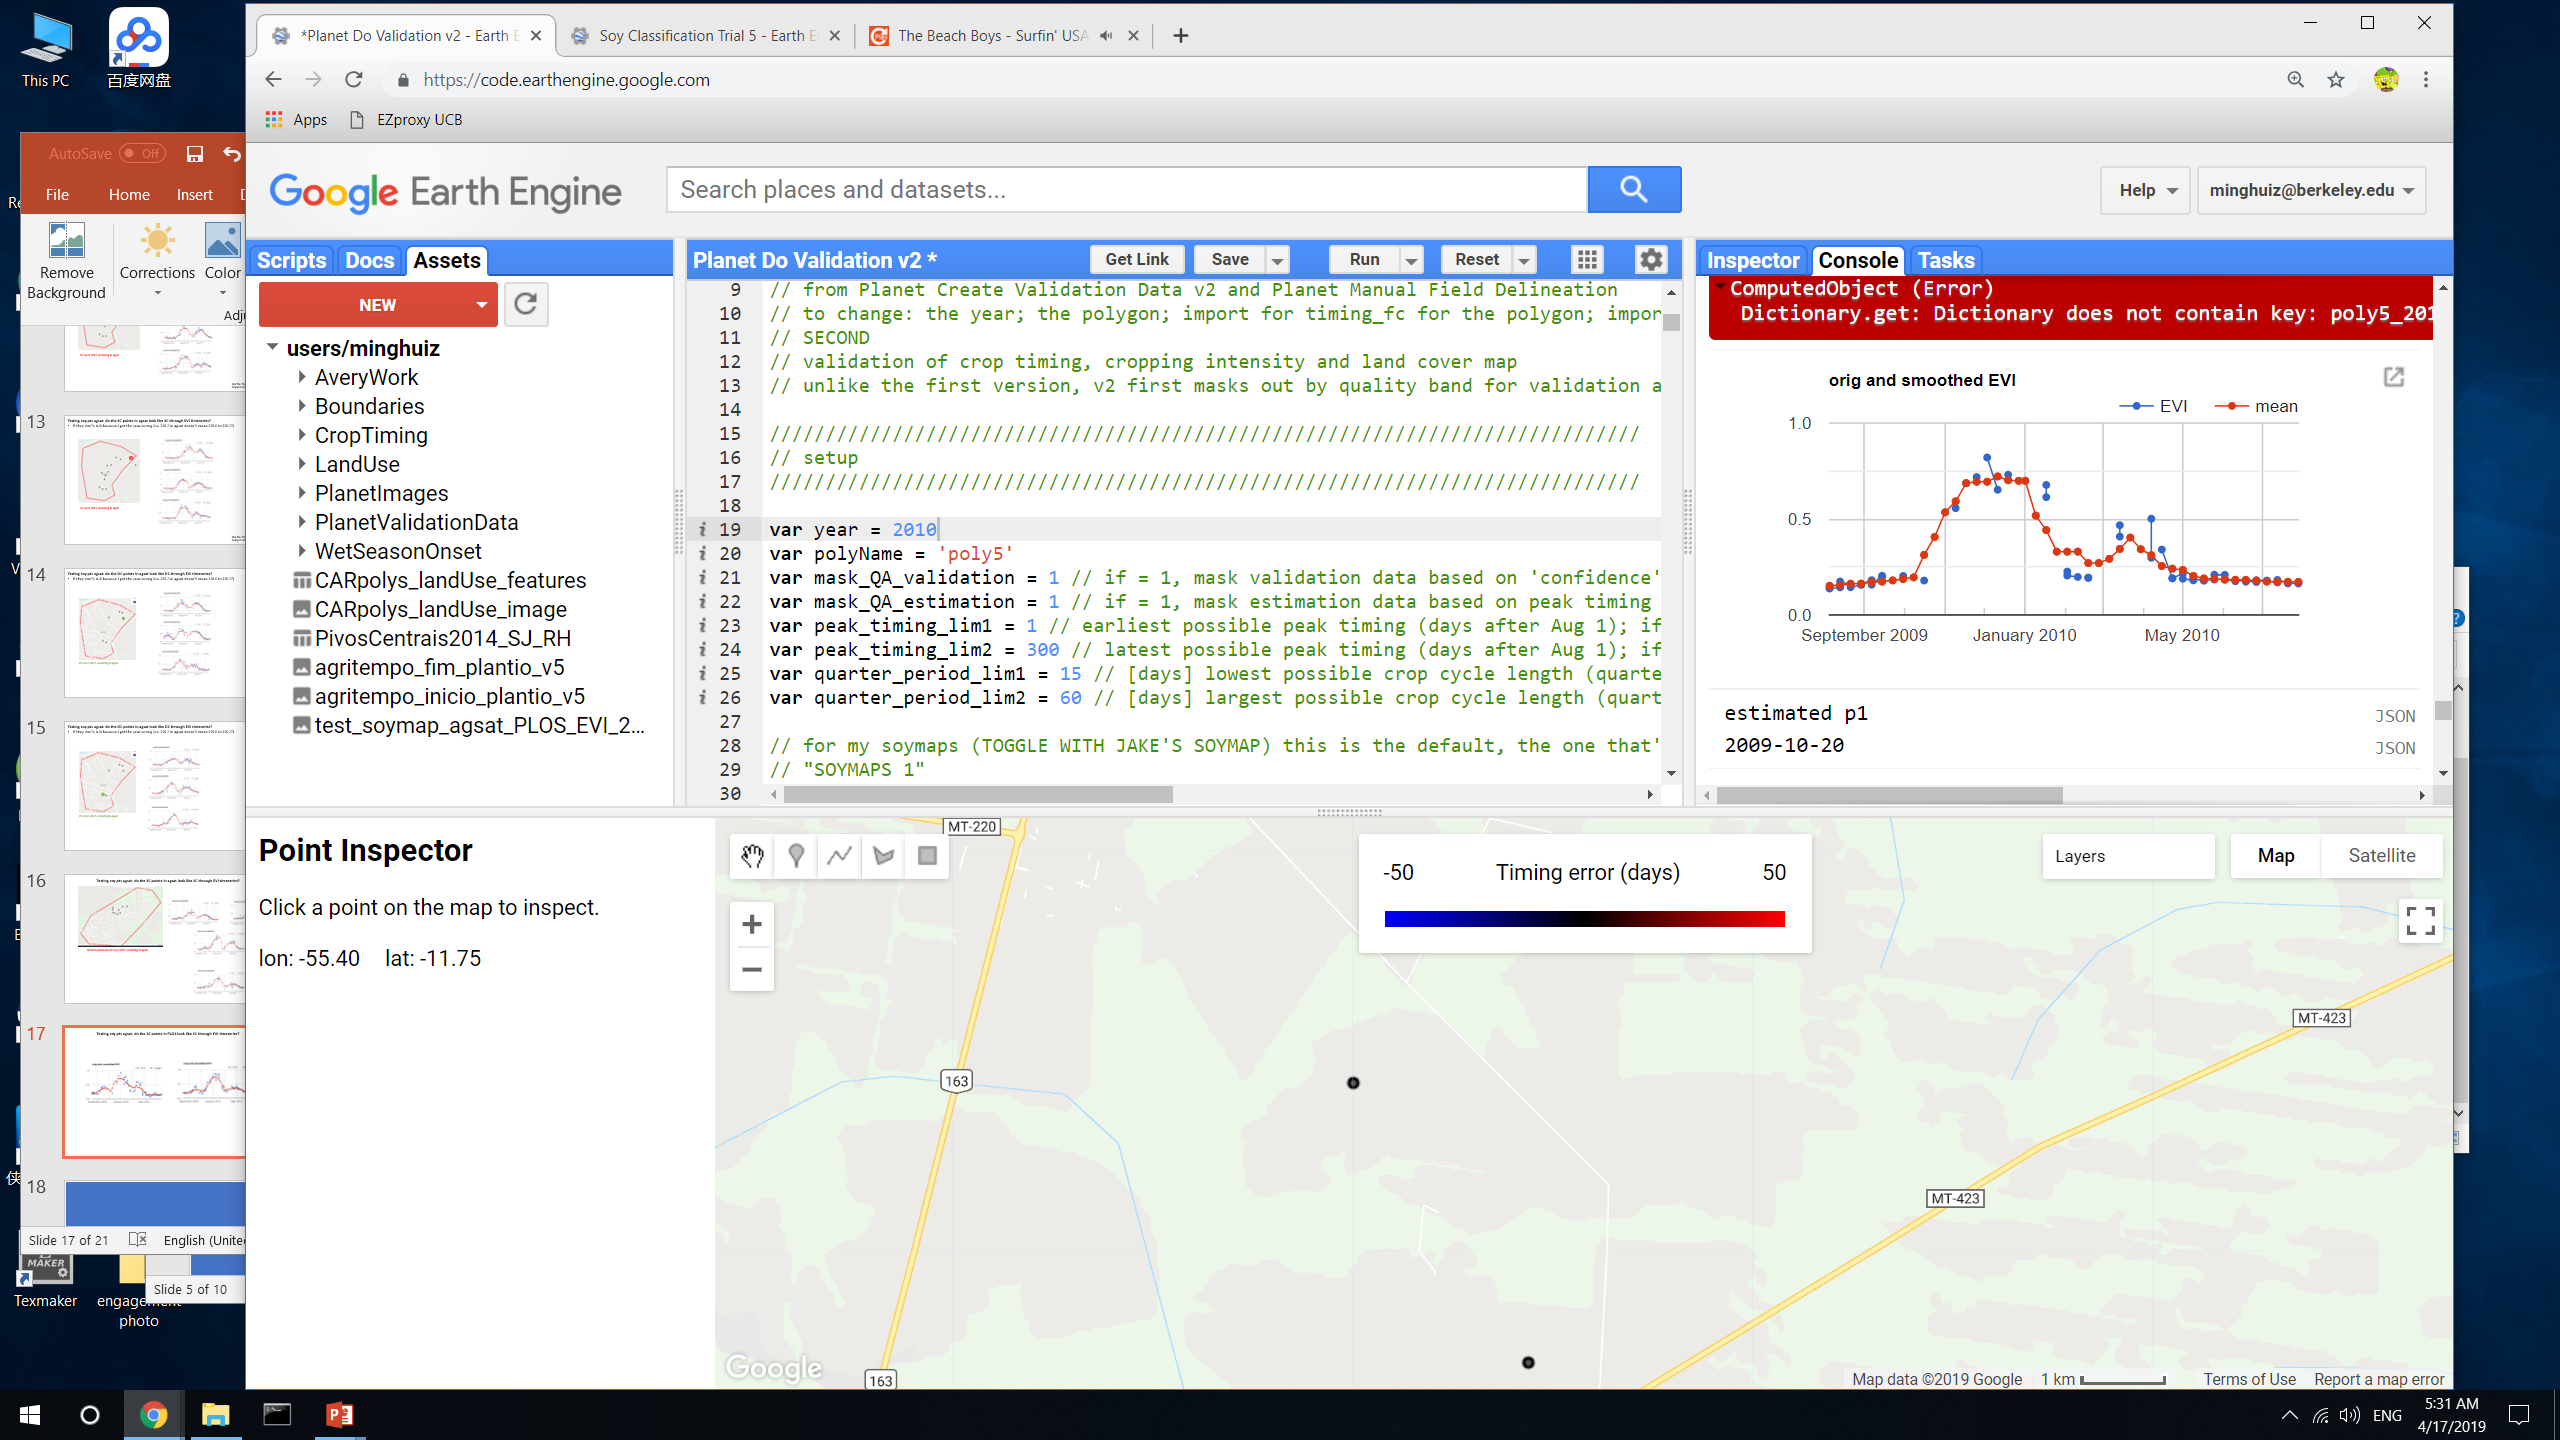 This PC
百度网盘
*Planet Do Validation v2 - Earth E
Soy Classification Trial 5 - Earth E
The Beach Boys - Surfin' USA
https://code.earthengine.google.com
Apps
EZproxy UCB
AutoSave Off
File
Home
Insert
Remove
Background
Corrections
Color
Google Earth Engine
Search places and datasets...
Help
minghuiz@berkeley.edu
Scripts
Docs
Assets
NEW
users/minghuiz
AveryWork
Boundaries
CropTiming
LandUse
PlanetImages
PlanetValidationData
WetSeasonOnset
CARpolys_landUse_features
CARpolys_landUse_image
PivosCentrais2014_SJ_RH
agritempo_fim_plantio_v5
agritempo_inicio_plantio_v5
test_soymap_agsat_PLOS_EVI_2...
Planet Do Validation v2 *
Get Link
Save
Run
Reset
9 // from Planet Create Validation Data v2 and Planet Manual Field Delineation
10 // to change: the year; the polygon; import for timing_fc for the polygon; impor
11 // SECOND
12 // validation of crop timing, cropping intensity and land cover map
13 // unlike the first version, v2 first masks out by quality band for validation a
14
15 ///////////////////////////////////////////////////////////////////////////////
16 // setup
17 ///////////////////////////////////////////////////////////////////////////////
18
19 var year = 2010
20 var polyName = 'poly5'
21 var mask_QA_validation = 1 // if = 1, mask validation data based on 'confidence'
22 var mask_QA_estimation = 1 // if = 1, mask estimation data based on peak timing
23 var peak_timing_lim1 = 1 // earliest possible peak timing (days after Aug 1); if
24 var peak_timing_lim2 = 300 // latest possible peak timing (days after Aug 1); if
25 var quarter_period_lim1 = 15 // [days] lowest possible crop cycle length (quarte
26 var quarter_period_lim2 = 60 // [days] largest possible crop cycle length (quart
27
28 // for my soymaps (TOGGLE WITH JAKE'S SOYMAP) this is the default, the one that'
29 // "SOYMAPS 1"
30
Inspector
Console
Tasks
ComputedObject (Error)
Dictionary.get: Dictionary does not contain key: poly5_201
orig and smoothed EVI
EVI
mean
1.0
0.5
0.0
September 2009
January 2010
May 2010
estimated p1
JSON
2009-10-20
JSON
13
14
15
16
17
18
Slide 17 of 21
English (Unite
Slide 5 of 10
MAKER
Texmaker
engagement
photo
Point Inspector
Click a point on the map to inspect.
lon: -55.40 lat: -11.75
MT-220
163
163
MT-423
MT-423
-50 Timing error (days) 50
Layers
Map
Satellite
Google
Map data ©2019 Google
1 km
Terms of Use
Report a map error
ENG
5:31 AM
4/17/2019